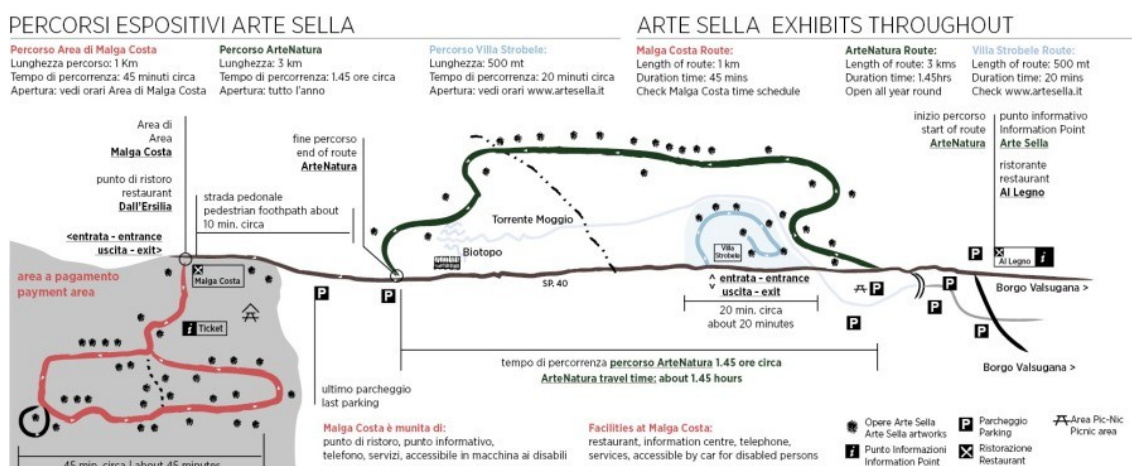 PERCORSI ESPOSITIVI ARTE SELLA
Percorso Area di Malga Costa
Lunghezza percorso: 1 Km
Tempo di percorrenza: 45 minuti circa
Apertura: vedi orari Area di Malga Costa
Percorso ArteNatura
Lunghezza: 3 km
Tempo di percorrenza: 1.45 ore circa
Apertura: tutto l'anno
Percorso Villa Strobele:
Lunghezza: 500 mt
Tempo di percorrenza: 20 minuti circa
Apertura: vedi orari www.artesella.it
ARTE SELLA EXHIBITS THROUGHOUT
Malga Costa Route:
Length of route: 1 km
Duration time: 45 mins
Check Malga Costa time schedule
ArteNatura Route:
Length of route: 3 kms
Duration time: 1.45hrs
Open all year round
Villa Strobele Route:
Length of route: 500 mt
Duration time: 20 mins
Check www.artesella.it
Area di
Area
Malga Costa
punto di ristoro
restaurant
Dall'Ersilia
<entrata - entrance
uscita - exit>
strada pedonale
pedestrian footpath about
10 min. circa
fine percorso
end of route
ArteNatura
Torrente Moggio
Biotopo
Villa
Strobele
inizio percorso
start of route
ArteNatura
punto informativo
Information Point
Arte Sella
ristorante
restaurant
Al Legno
P
Al Legno
i
Borgo Valsugana >
area a pagamento
payment area
Malga Costa
i Ticket
P
P
SP. 40
^ entrata - entrance
v uscita - exit
20 min. circa
about 20 minutes
P
P
P
P
P
Borgo Valsugana >
tempo di percorrenza percorso ArteNatura 1.45 ore circa
ArteNatura travel time: about 1.45 hours
ultimo parcheggio
last parking
45 min. circa | about 45 minutes
Malga Costa è munita di:
punto di ristoro, punto informativo,
telefono, servizi, accessibile in macchina ai disabili
Facilities at Malga Costa:
restaurant, information centre, telephone,
services, accessible by car for disabled persons
Opere Arte Sella
Arte Sella artworks
i Punto Informazioni
Information Point
P Parcheggio
Parking
Ristorazione
Restaurant
Area Pic-Nic
Picnic area